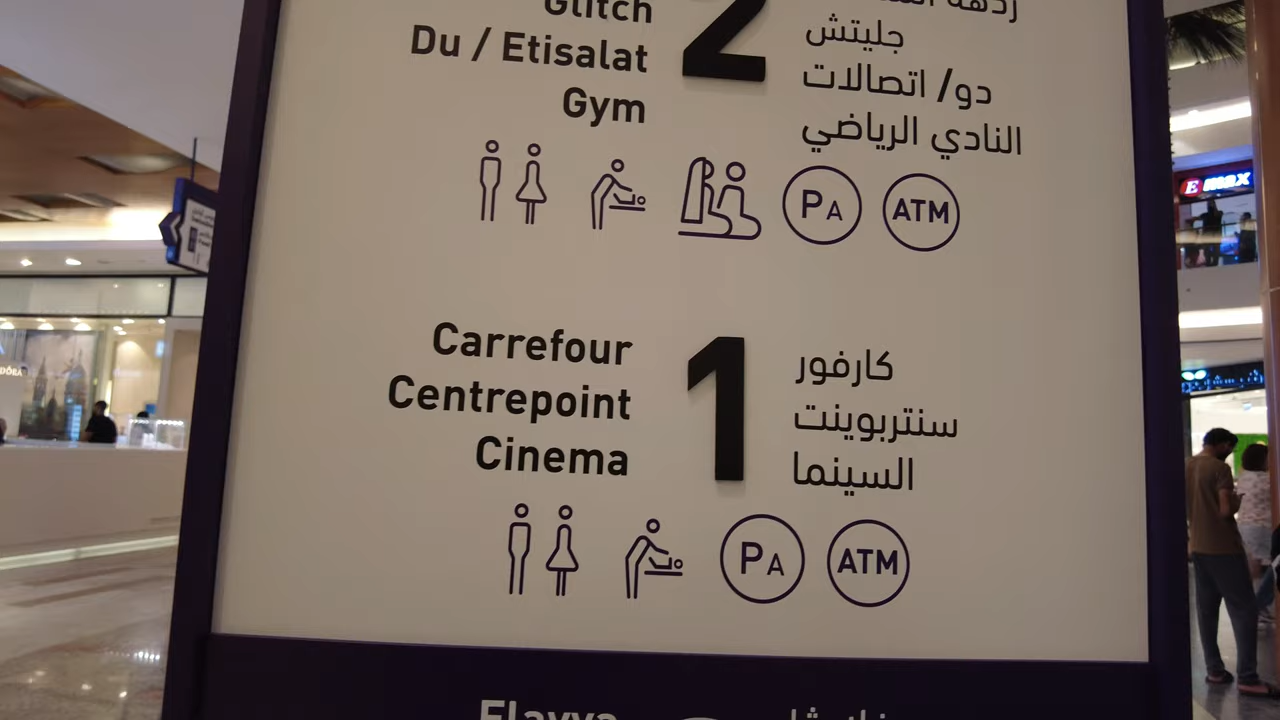 Glitch
Du / Etisalat
Gym
2
جليتش
دو/ اتصالات
النادي الرياضي
PA
ATM
Carrefour
Centrepoint
Cinema
1
كارفور
سنتربوينت
السينما
PA
ATM
Emax